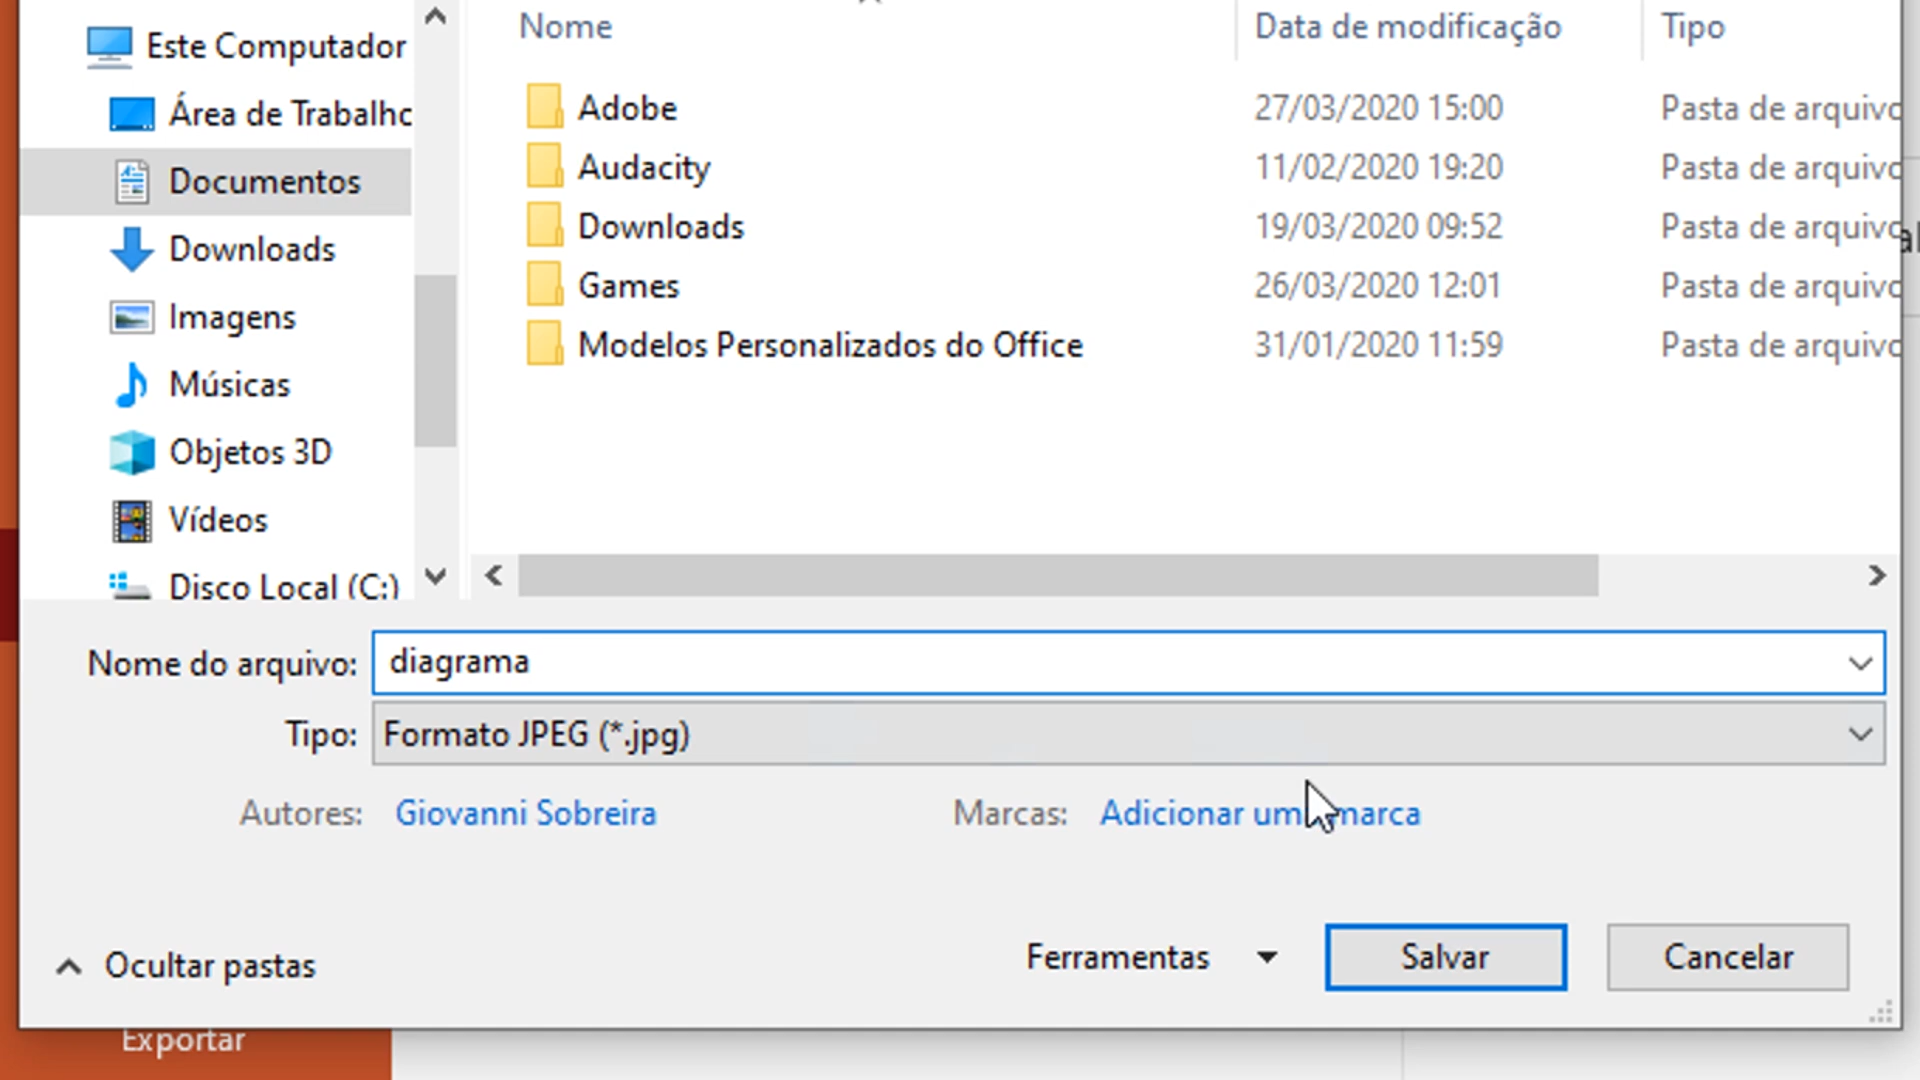 Nome Data de modificação Tipo
Este Computador
Área de Trabalho
Documentos
Downloads
Imagens
Músicas
Objetos 3D
Vídeos
Disco Local (C:)
Adobe 27/03/2020 15:00 Pasta de arquivo
Audacity 11/02/2020 19:20 Pasta de arquivo
Downloads 19/03/2020 09:52 Pasta de arquivo
Games 26/03/2020 12:01 Pasta de arquivo
Modelos Personalizados do Office 31/01/2020 11:59 Pasta de arquivo
Nome do arquivo: diagrama
Tipo: Formato JPEG (*.jpg)
Autores: Giovanni Sobreira Marcas: Adicionar uma marca
Ocultar pastas Ferramentas Salvar Cancelar
Exportar